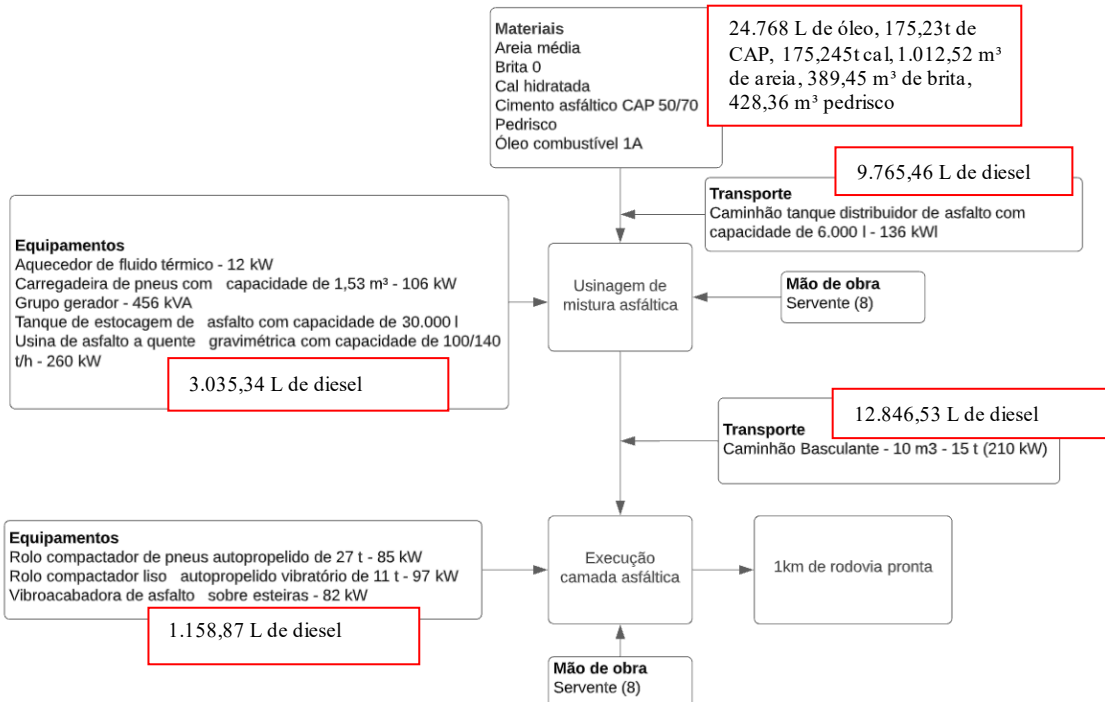 Materiais
Areia média
Brita 0
Cal hidratada
Cimento asfáltico CAP 50/70
Pedrisco
Óleo combustível 1A
24.768 L de óleo, 175,23t de
CAP, 175,245t cal, 1.012,52 m³
de areia, 389,45 m³ de brita,
428,36 m³ pedrisco
9.765,46 L de diesel
Transporte
Caminhão tanque distribuidor de asfalto com
capacidade de 6.000 l - 136 kWl
Equipamentos
Aquecedor de fluido térmico - 12 kW
Carregadeira de pneus com capacidade de 1,53 m³ - 106 kW
Grupo gerador - 456 kVA
Tanque de estocagem de asfalto com capacidade de 30.000 l
Usina de asfalto a quente gravimétrica com capacidade de 100/140
t/h - 260 kW
3.035,34 L de diesel
Usinagem de
mistura asfáltica
Mão de obra
Servente (8)
12.846,53 L de diesel
Transporte
Caminhão Basculante - 10 m3 - 15 t (210 kW)
Equipamentos
Rolo compactador de pneus autopropelido de 27 t - 85 kW
Rolo compactador liso autopropelido vibratório de 11 t - 97 kW
Vibroacabadora de asfalto sobre esteiras - 82 kW
1.158,87 L de diesel
Execução
camada asfáltica
1km de rodovia pronta
Mão de obra
Servente (8)